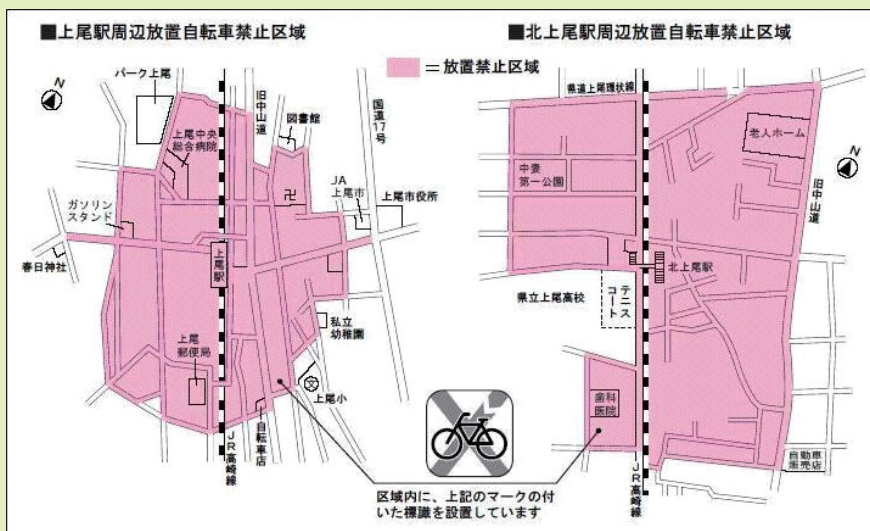 ■上尾駅周辺放置自転車禁止区域
■北上尾駅周辺放置自転車禁止区域
=放置禁止区域
N
パーク上尾
上尾中央
総合病院
旧中山道
図書館
国道17号
JA
上尾市
上尾市役所
ガソリン
スタンド
春日神社
上尾駅
私立
幼稚園
上尾
郵便局
文
上尾小
自転車店
JR高崎線
県道上尾環状線
老人ホーム
N
中妻
第一公園
旧中山道
北上尾駅
県立上尾高校
テニス
コート
歯科
医院
自動車
販売店
JR高崎線
区域内に、上記のマークの付
いた標識を設置しています